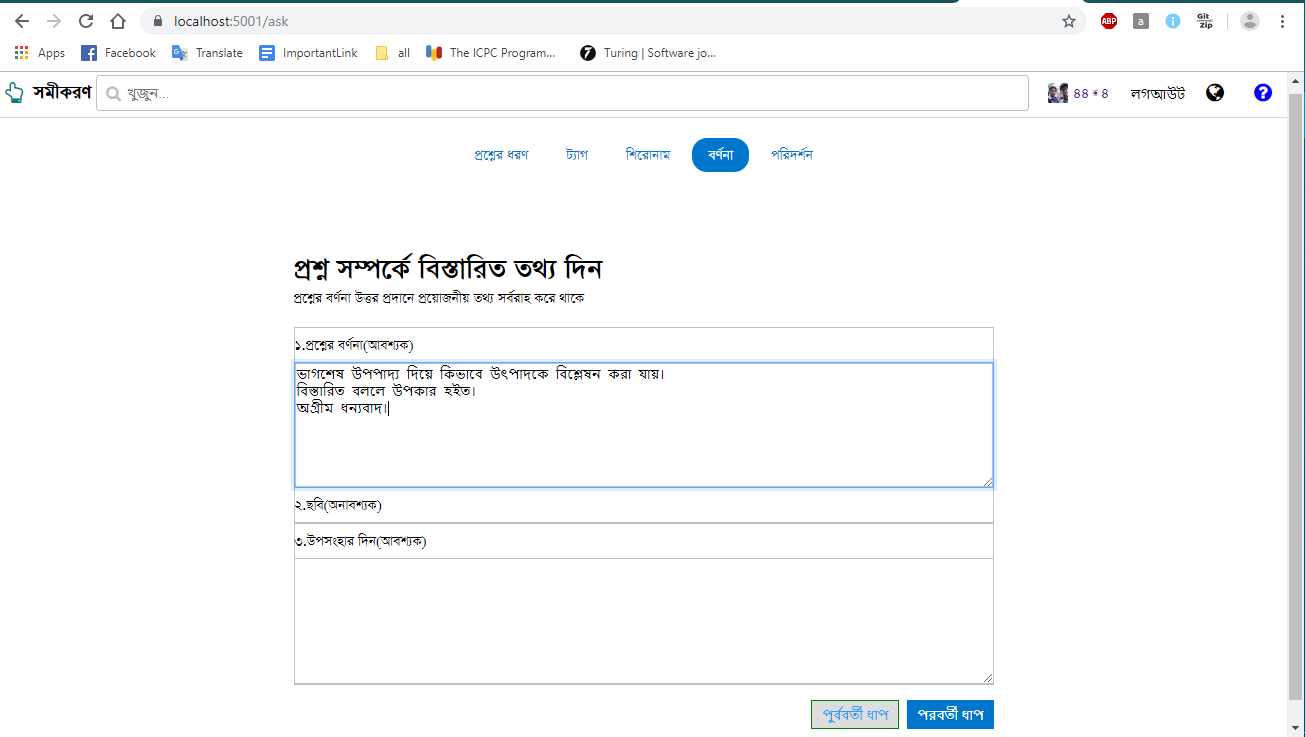 localhost:5001/ask
Apps Facebook Translate ImportantLink all The ICPC Program... Turing | Software jo...
সমীকরণ খুজুন... 88 * 8 লগআউট
প্রশ্নের ধরণ ট্যাগ শিরোনাম বর্ণনা পরিদর্শন
প্রশ্ন সম্পর্কে বিস্তারিত তথ্য দিন
প্রশ্নের বর্ণনা উত্তর প্রদানে প্রয়োজনীয় তথ্য সর্বরাহ করে থাকে
১.প্রশ্নের বর্ণনা(আবশ্যক)
ভাগশেষ উপপাদ্য দিয়ে কিভাবে উৎপাদকে বিশ্লেষন করা যায়।
বিস্তারিত বললে উপকার হইত।
অগ্রীম ধন্যবাদ।
২.ছবি(অনাবশ্যক)
৩.উপসংহার দিন(আবশ্যক)
পুর্ববর্তী ধাপ পরবর্তী ধাপ
ABP a i Git Zip ?